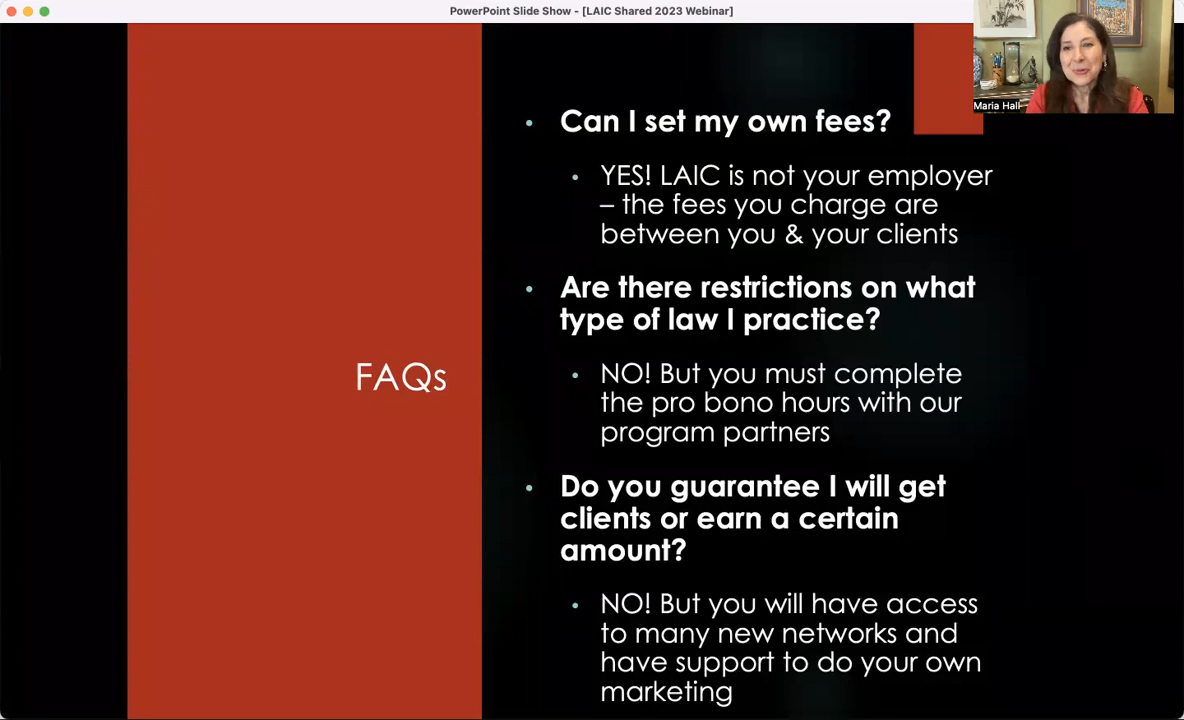 PowerPoint Slide Show - [LAIC Shared 2023 Webinar]
Maria Hall
FAQs
• Can I set my own fees?
• YES! LAIC is not your employer
– the fees you charge are
between you & your clients
• Are there restrictions on what
type of law I practice?
• NO! But you must complete
the pro bono hours with our
program partners
• Do you guarantee I will get
clients or earn a certain
amount?
• NO! But you will have access
to many new networks and
have support to do your own
marketing